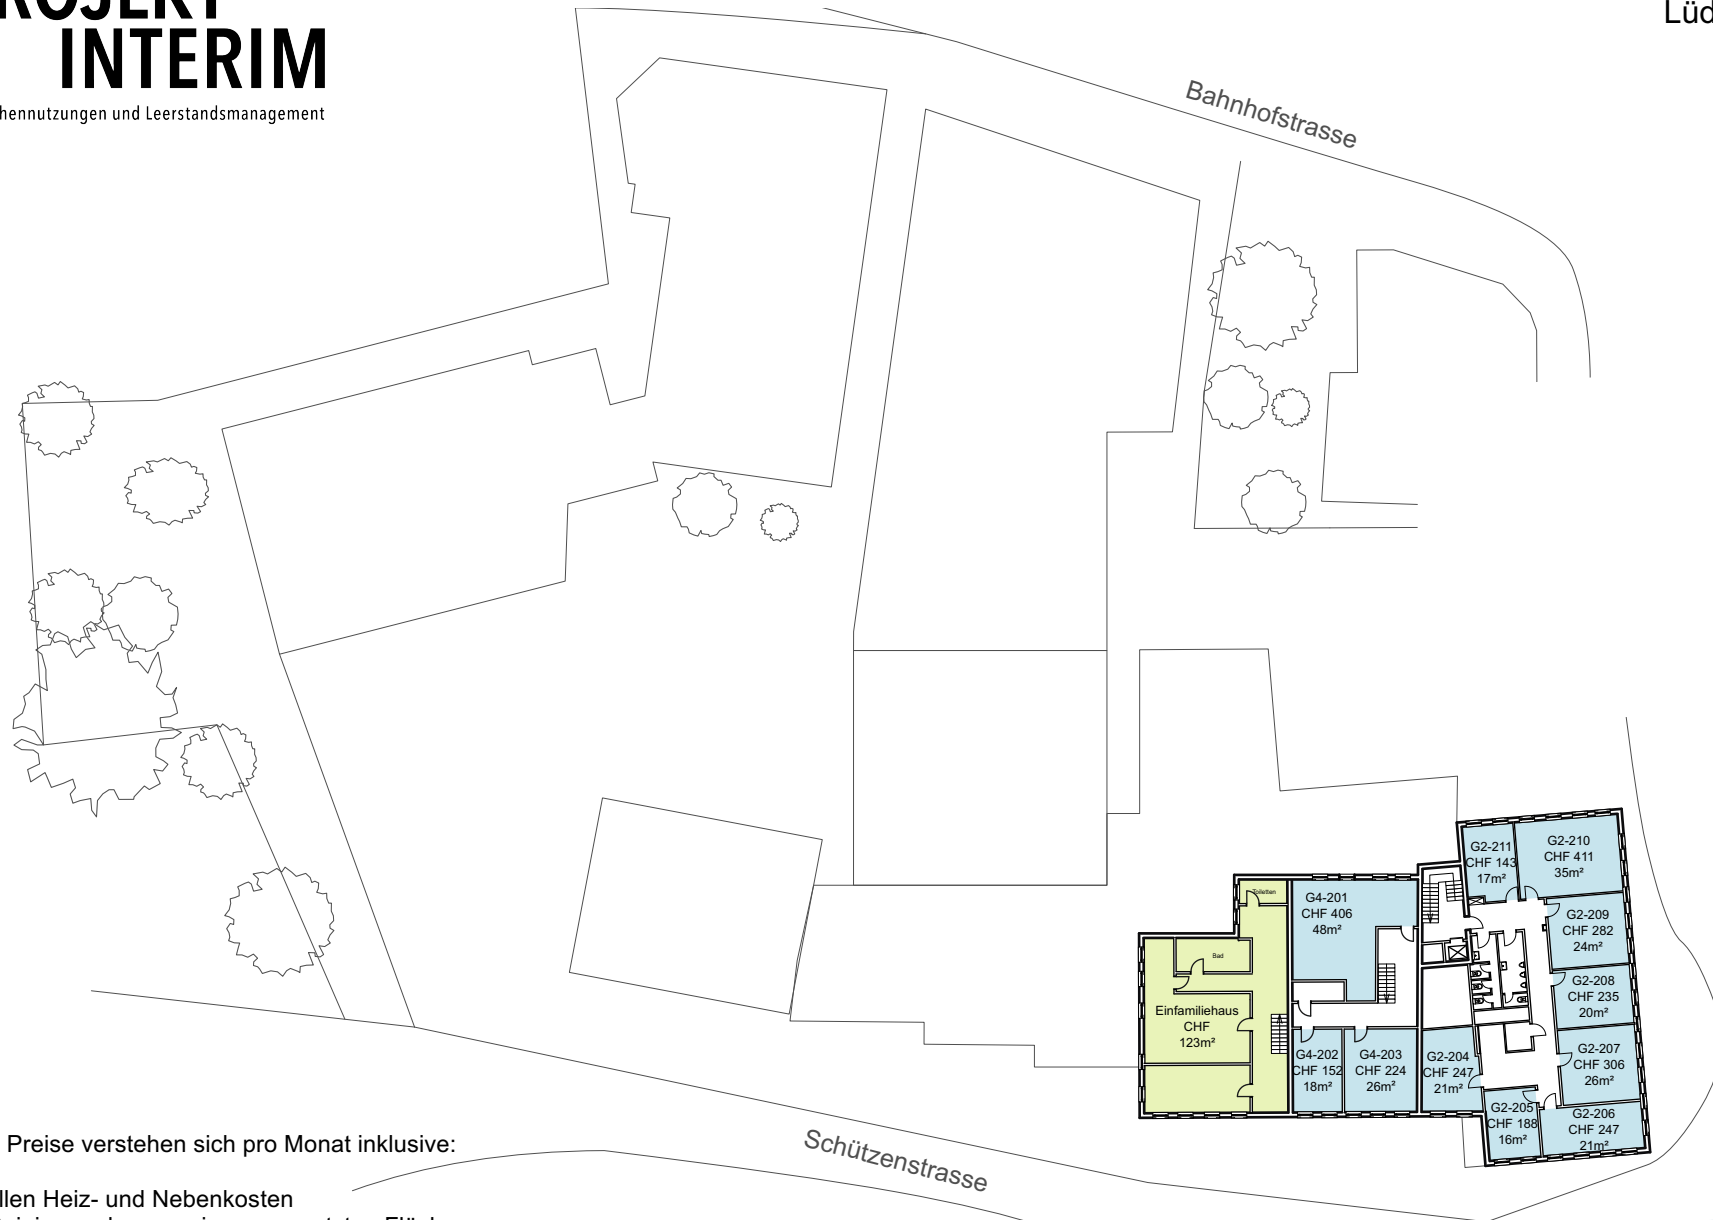 INTERIM
hennutzungen und Leerstandsmanagement
Lüd
Bahnhofstrasse
G2-211
CHF 143
17m²
G2-210
CHF 411
35m²
G2-209
CHF 282
24m²
G2-208
CHF 235
20m²
G2-207
CHF 306
26m²
G2-206
CHF 247
21m²
G2-205
CHF 188
16m²
G2-204
CHF 247
21m²
G4-201
CHF 406
48m²
G4-202
CHF 152
18m²
G4-203
CHF 224
26m²
Toiletten
Bad
Einfamiliehaus
CHF
123m²
Schützenstrasse
Preise verstehen sich pro Monat inklusive:
llen Heiz- und Nebenkosten